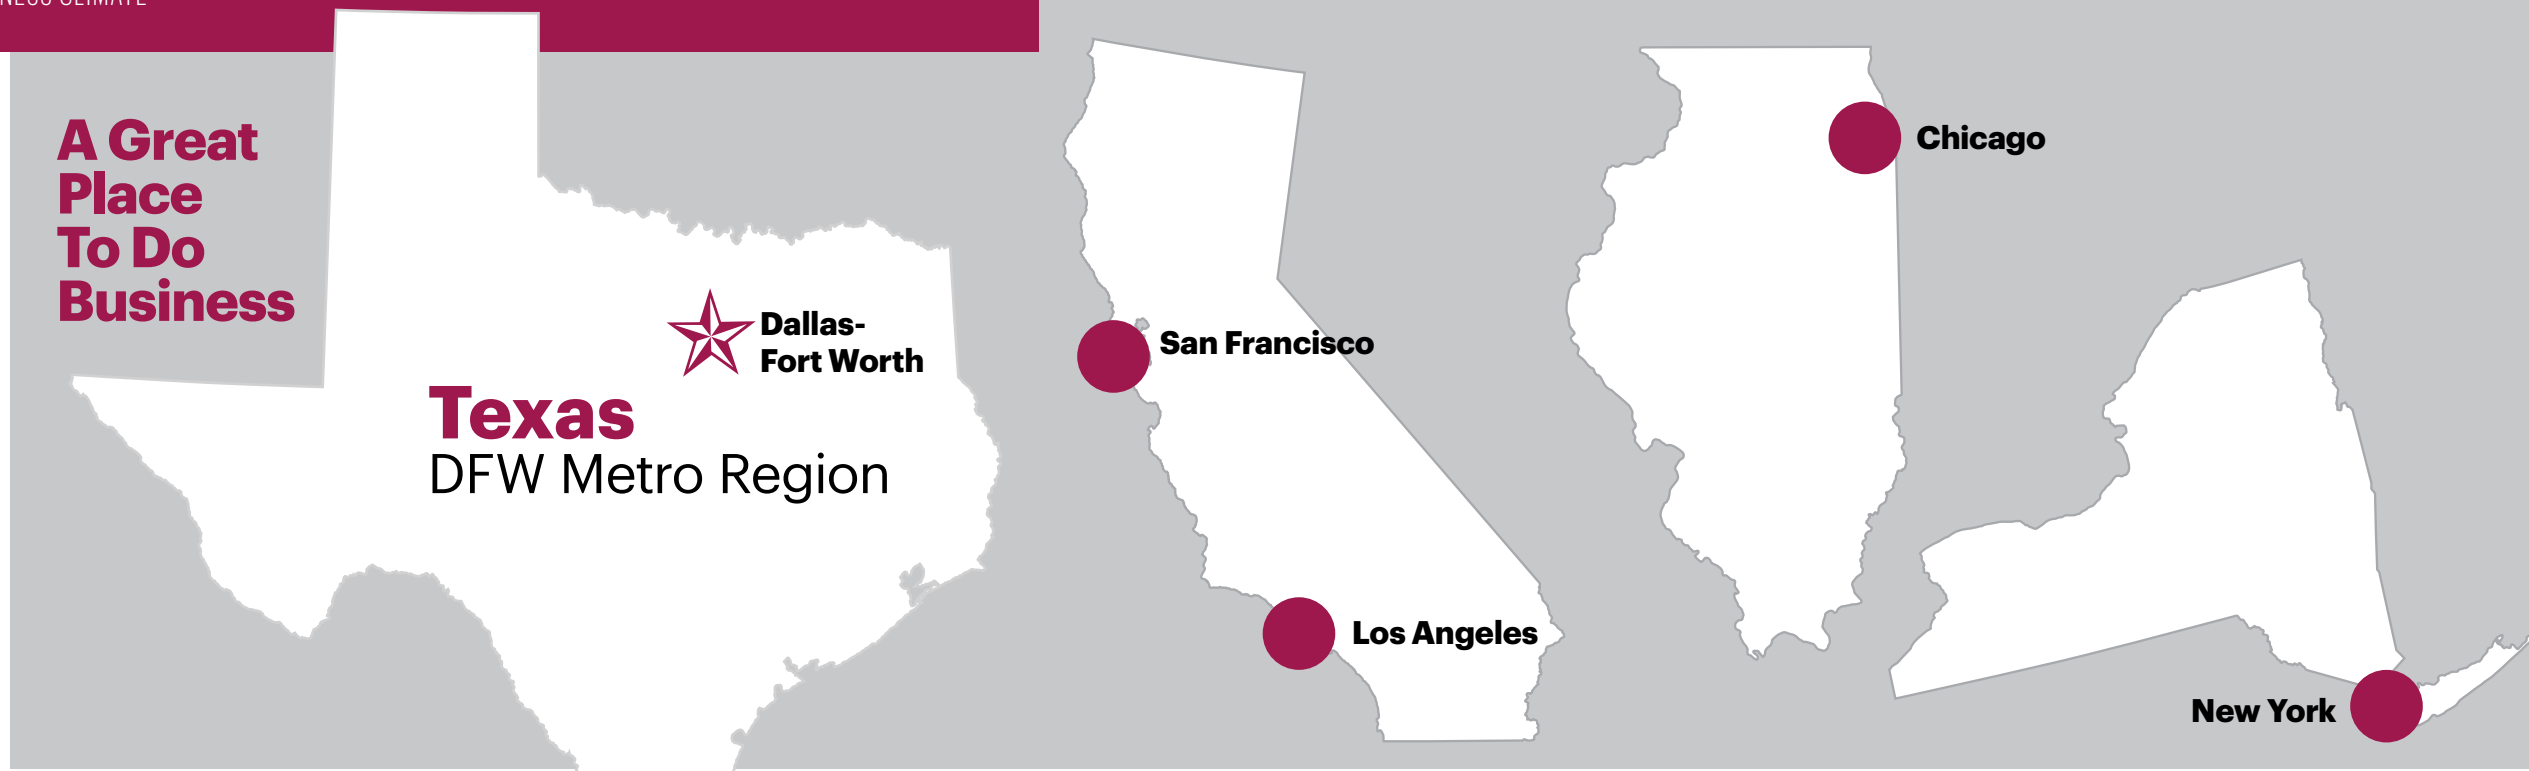 A Great
Place
To Do
Business
Dallas-
Fort Worth
Texas
DFW Metro Region
San Francisco
Los Angeles
Chicago
New York